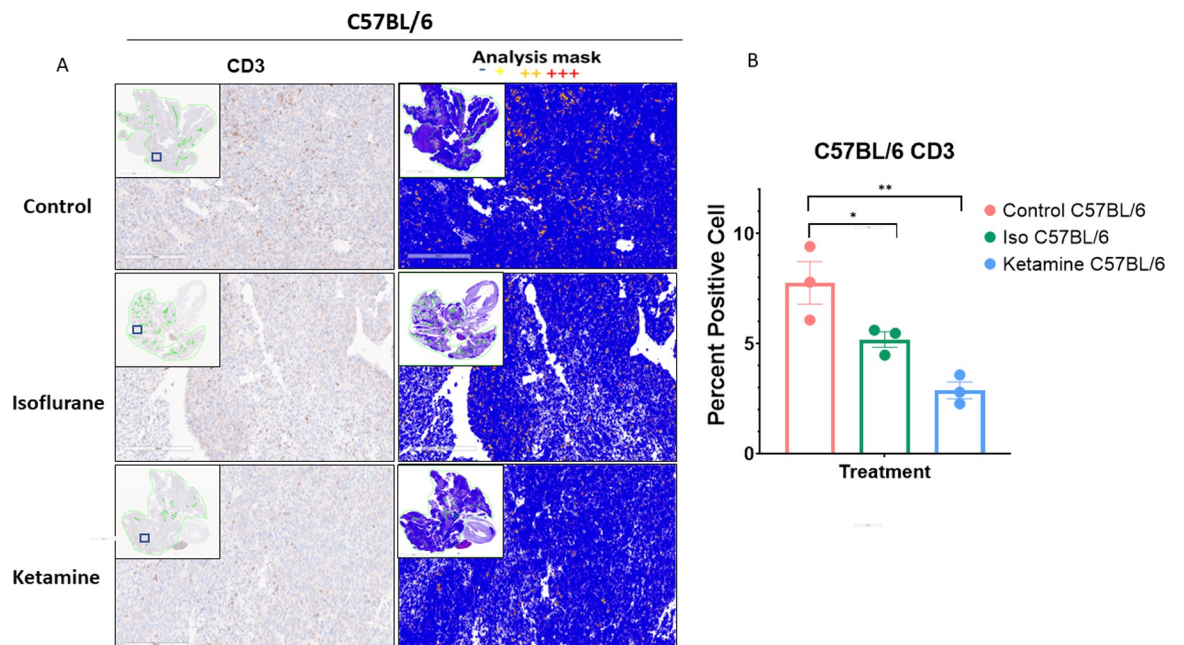 C57BL/6
A
CD3
Analysis mask
- + ++ +++
Control
Isoflurane
Ketamine
B
C57BL/6 CD3
**
*
Control C57BL/6
Iso C57BL/6
Ketamine C57BL/6
Percent Positive Cell
10
5
0
Treatment